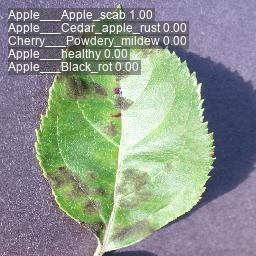 Apple___Apple_scab 1.00
Apple___Cedar_apple_rust 0.00
Cherry___Powdery_mildew 0.00
Apple___healthy 0.00
Apple___Black_rot 0.00